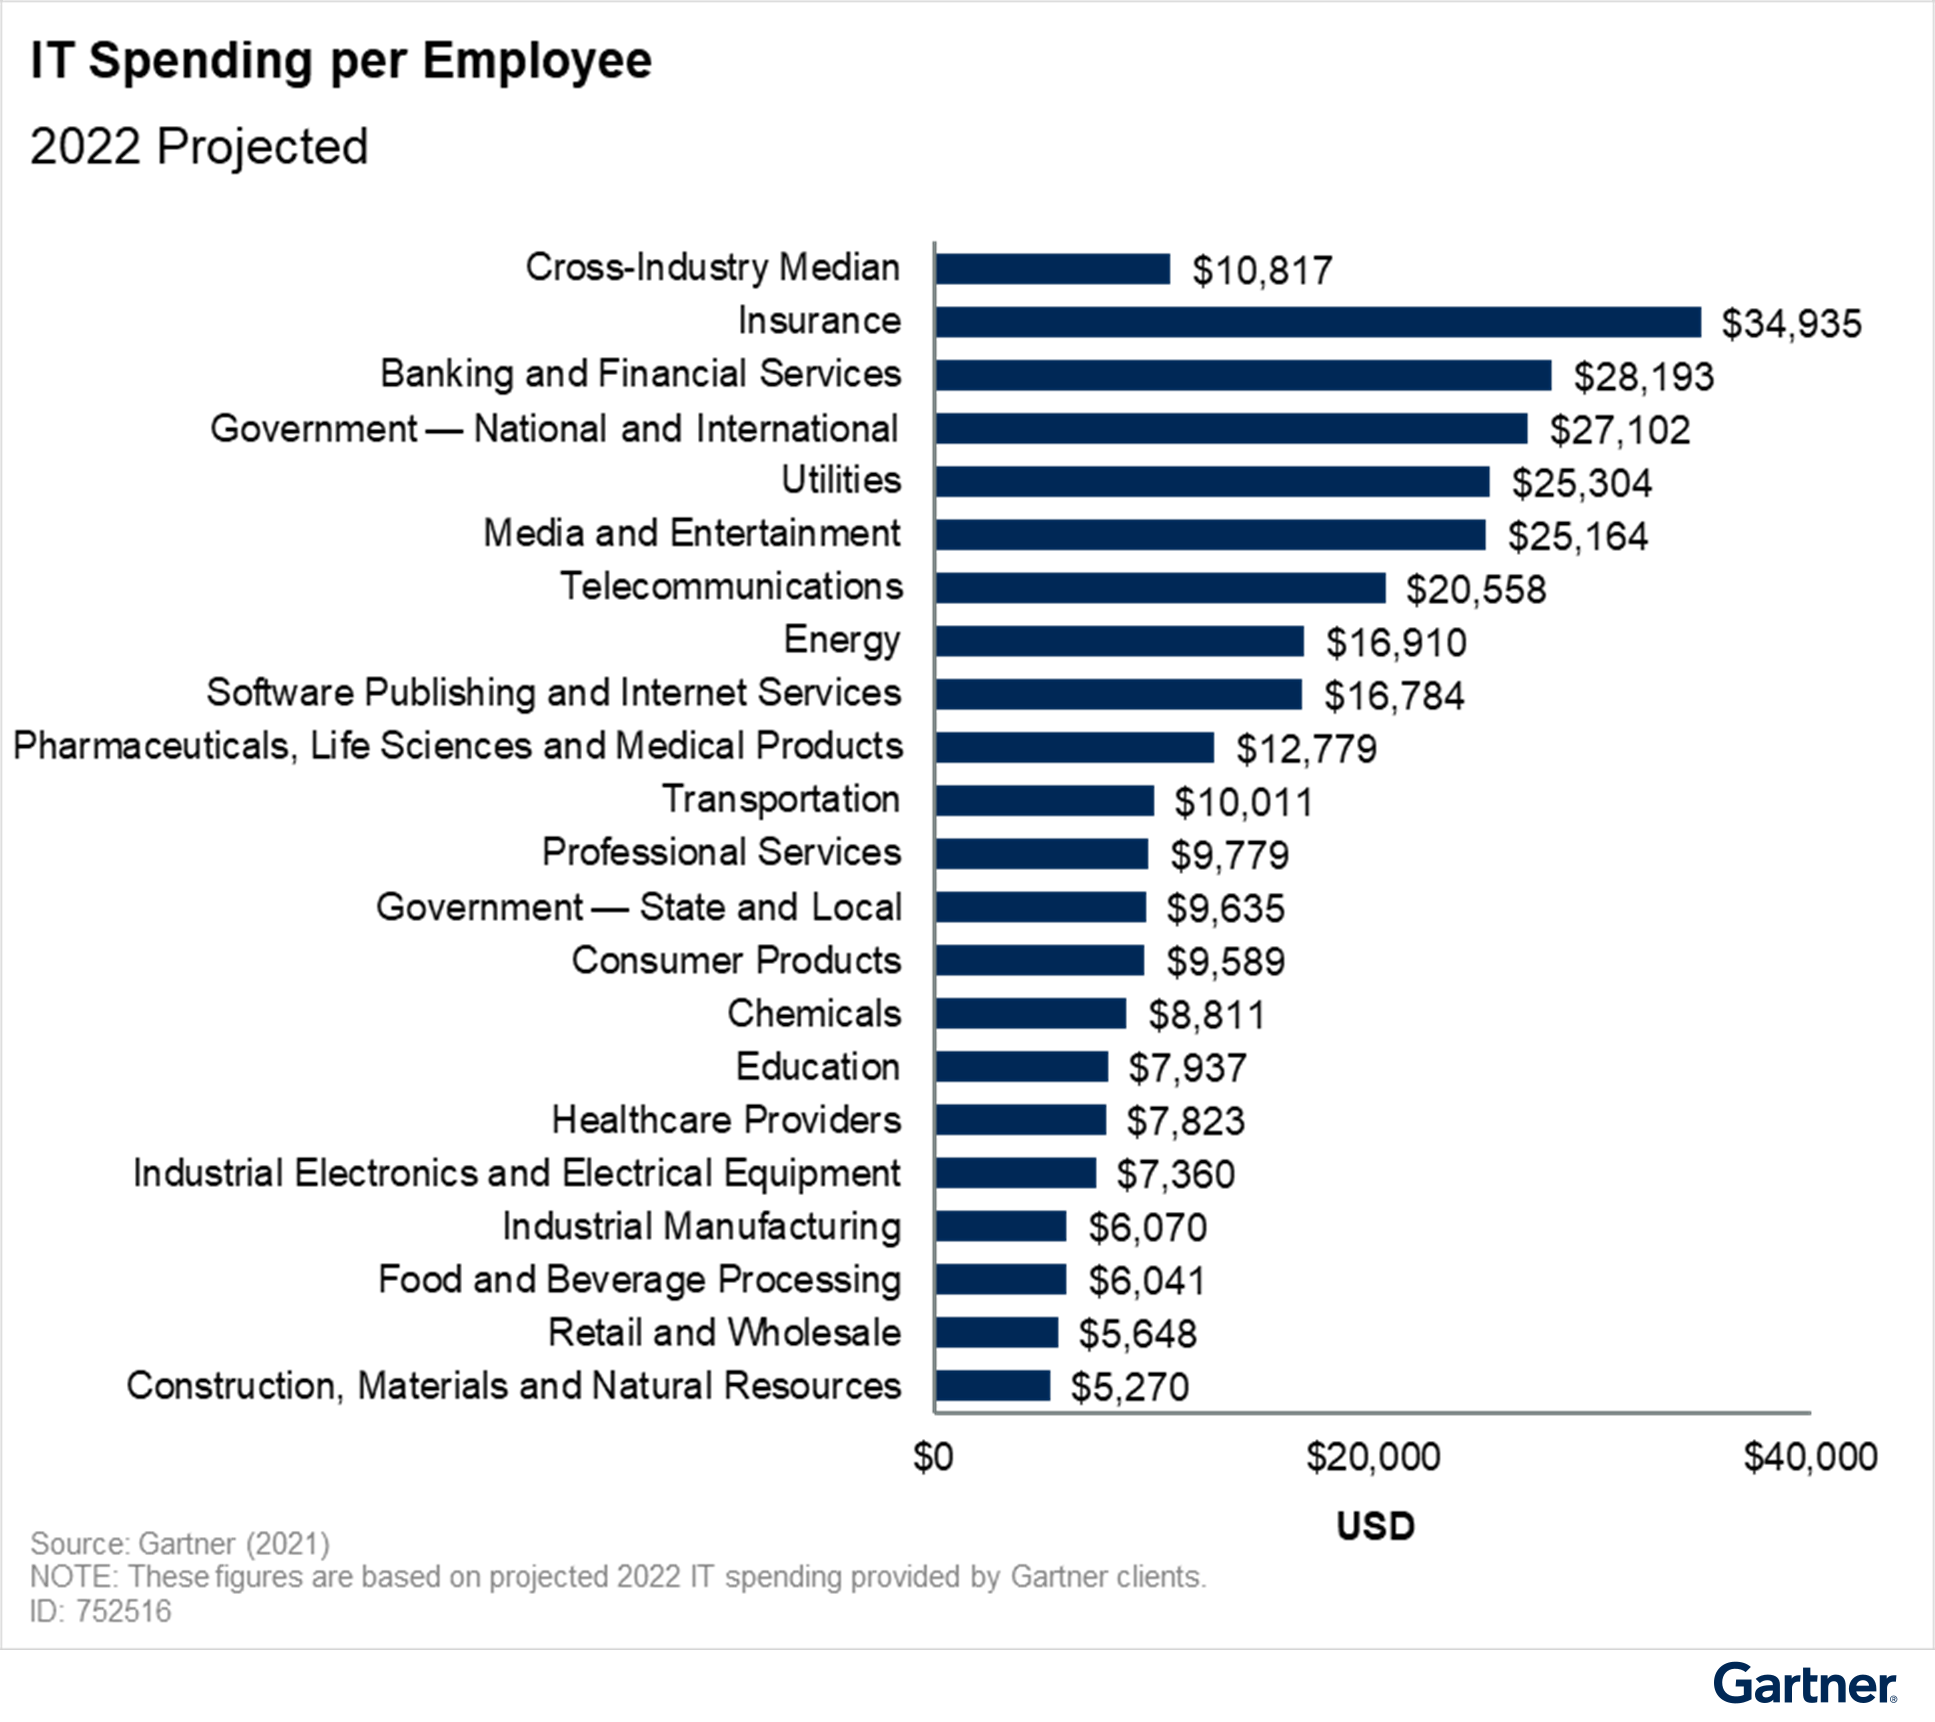 IT Spending per Employee
2022 Projected
Cross-Industry Median $10,817
Insurance $34,935
Banking and Financial Services $28,193
Government — National and International $27,102
Utilities $25,304
Media and Entertainment $25,164
Telecommunications $20,558
Energy $16,910
Software Publishing and Internet Services $16,784
Pharmaceuticals, Life Sciences and Medical Products $12,779
Transportation $10,011
Professional Services $9,779
Government — State and Local $9,635
Consumer Products $9,589
Chemicals $8,811
Education $7,937
Healthcare Providers $7,823
Industrial Electronics and Electrical Equipment $7,360
Industrial Manufacturing $6,070
Food and Beverage Processing $6,041
Retail and Wholesale $5,648
Construction, Materials and Natural Resources $5,270
$0 $20,000 $40,000
USD
Source: Gartner (2021)
NOTE: These figures are based on projected 2022 IT spending provided by Gartner clients.
ID: 752516
Gartner®